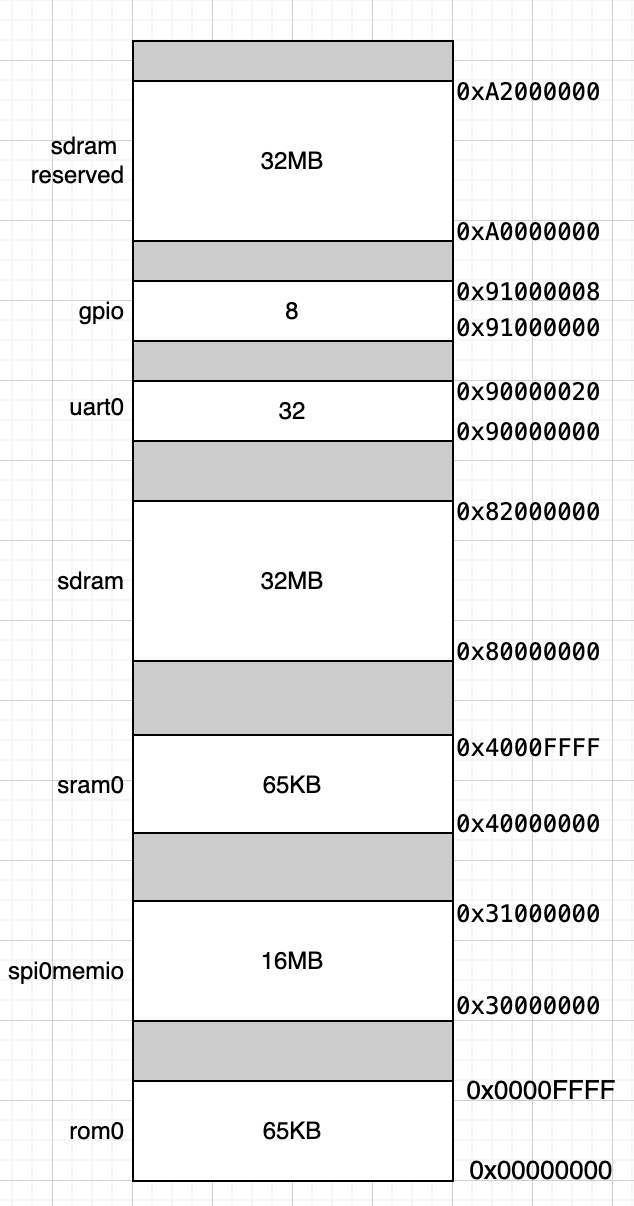 0xA2000000
sdram
reserved
32MB
0xA0000000
0x91000008
gpio
8
0x91000000
0x90000020
uart0
32
0x90000000
0x82000000
sdram
32MB
0x80000000
0x4000FFFF
sram0
65KB
0x40000000
0x31000000
spi0memio
16MB
0x30000000
0x0000FFFF
rom0
65KB
0x00000000